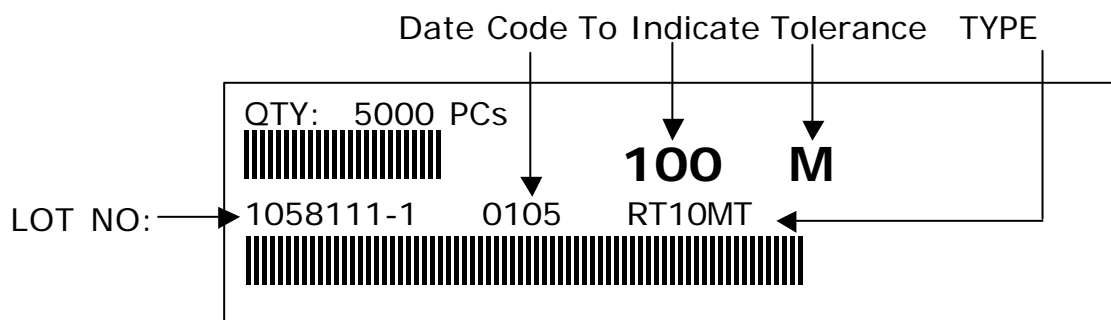 Date Code To Indicate Tolerance TYPE
QTY: 5000 PCs
100 M
LOT NO: 1058111-1 0105 RT10MT